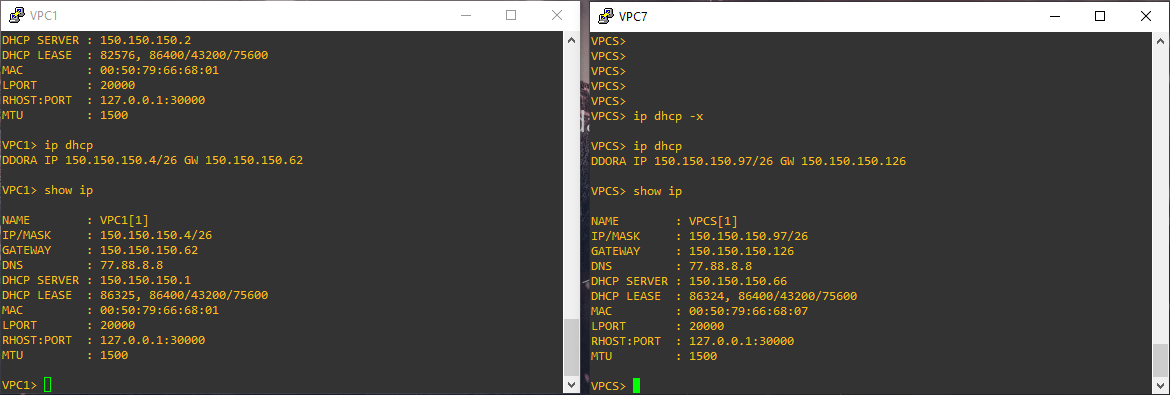 VPC1
DHCP SERVER : 150.150.150.2
DHCP LEASE  : 82576, 86400/43200/75600
MAC         : 00:50:79:66:68:01
LPORT       : 20000
RHOST:PORT  : 127.0.0.1:30000
MTU         : 1500
VPC1> ip dhcp
DDORA IP 150.150.150.4/26 GW 150.150.150.62
VPC1> show ip
NAME        : VPC1[1]
IP/MASK     : 150.150.150.4/26
GATEWAY     : 150.150.150.62
DNS         : 77.88.8.8
DHCP SERVER : 150.150.150.1
DHCP LEASE  : 86325, 86400/43200/75600
MAC         : 00:50:79:66:68:01
LPORT       : 20000
RHOST:PORT  : 127.0.0.1:30000
MTU         : 1500
VPC1>
VPC7
VPCS>
VPCS>
VPCS>
VPCS>
VPCS>
VPCS> ip dhcp -x
VPCS> ip dhcp
DDORA IP 150.150.150.97/26 GW 150.150.150.126
VPCS> show ip
NAME        : VPCS[1]
IP/MASK     : 150.150.150.97/26
GATEWAY     : 150.150.150.126
DNS         : 77.88.8.8
DHCP SERVER : 150.150.150.66
DHCP LEASE  : 86324, 86400/43200/75600
MAC         : 00:50:79:66:68:07
LPORT       : 20000
RHOST:PORT  : 127.0.0.1:30000
MTU         : 1500
VPCS>